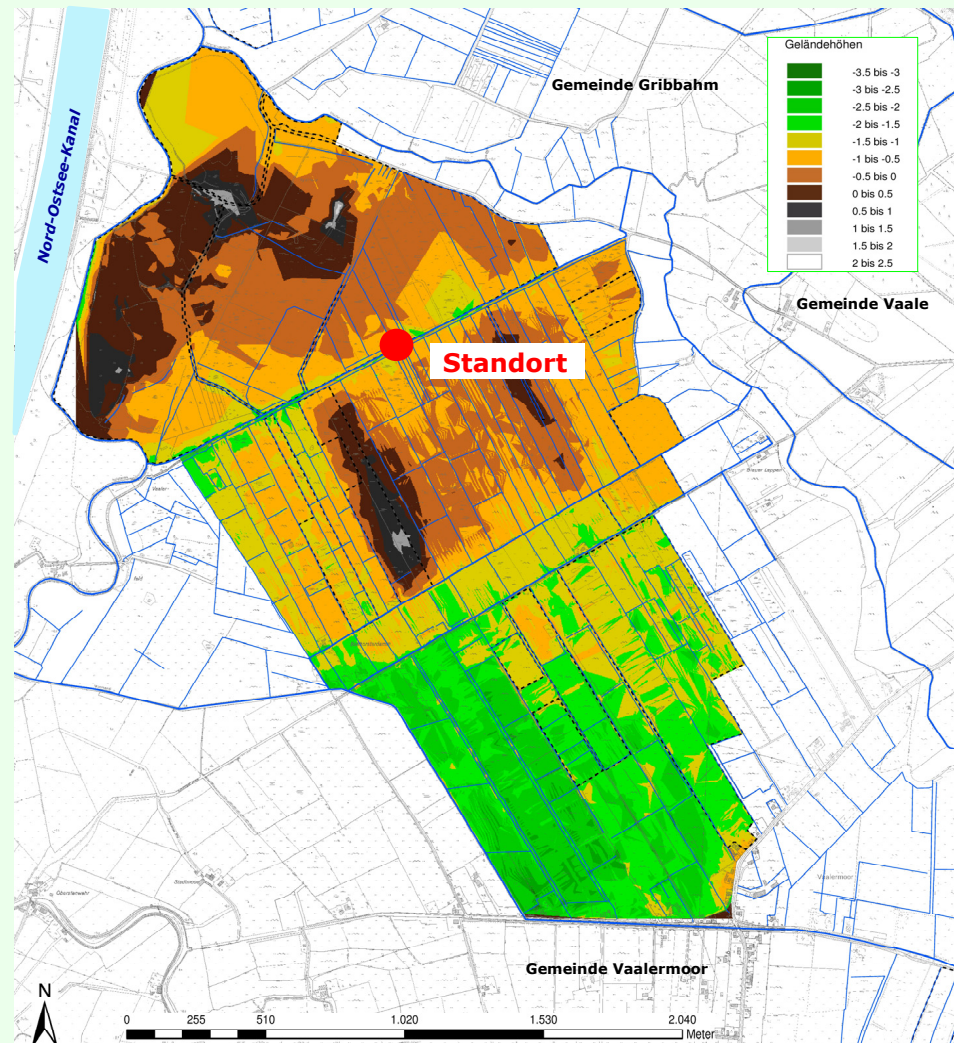 Geländehöhen
-3.5 bis -3
-3 bis -2.5
-2.5 bis -2
-2 bis -1.5
-1.5 bis -1
-1 bis -0.5
-0.5 bis 0
0 bis 0.5
0.5 bis 1
1 bis 1.5
1.5 bis 2
2 bis 2.5
Gemeinde Gribbahm
Nord-Ostsee-Kanal
Gemeinde Vaale
Standort
Vaalermoor
Gemeinde Vaalermoor
N
0 255 510 1.020 1.530 2.040
Meter